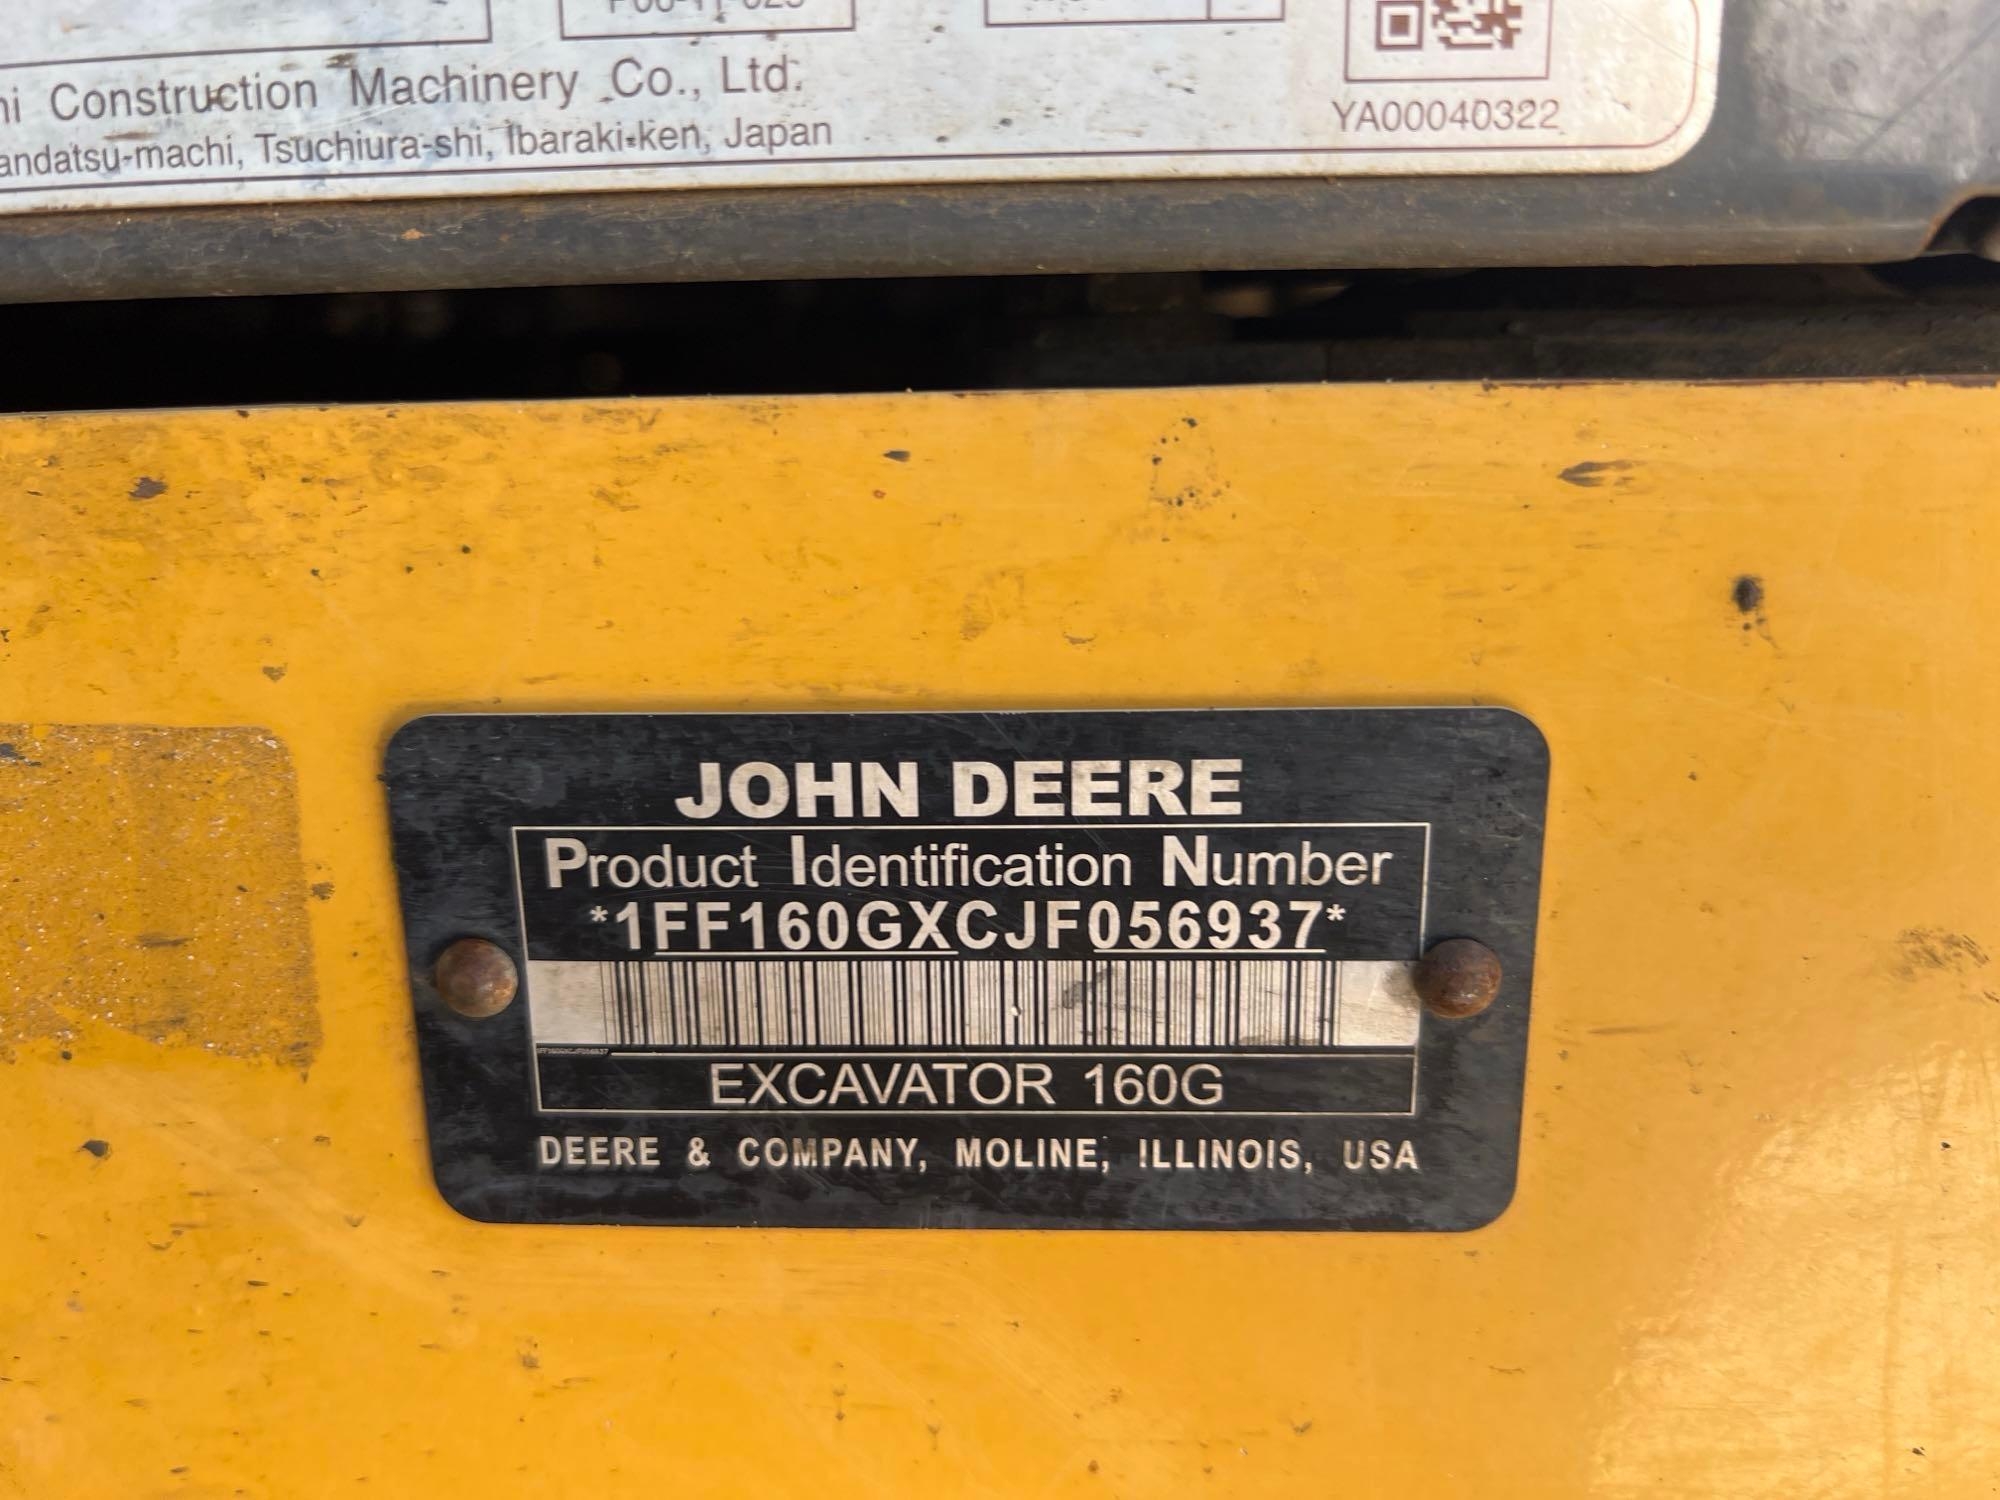 Construction Machinery Co., Ltd.
Tsuchiura-shi, Ibaraki-ken, Japan
YA00040322
JOHN DEERE
Product Identification Number
*1FF160GXCJF056937*
EXCAVATOR 160G
DEERE & COMPANY, MOLINE, ILLINOIS, USA